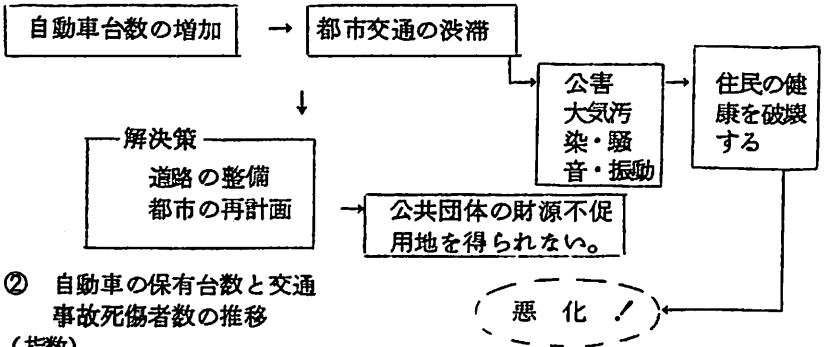 自動車台数の増加 → 都市交通の渋滞
公害
大気汚
染・騒
音・振動
→
住民の健
康を破壊
する
↓
解決策
道路の整備
都市の再計画
→
公共団体の財源不促
用地を得られない。
② 自動車の保有台数と交通
事故死傷者数の推移
(指数)
悪化!